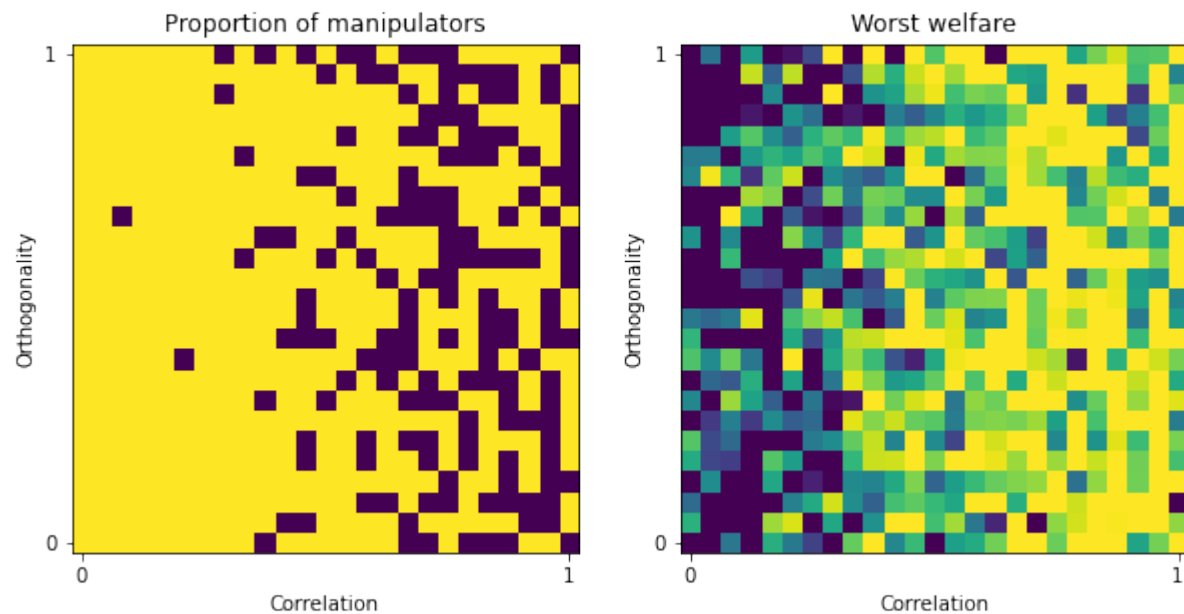 Proportion of manipulators
1
Orthogonality
0
0 1
Correlation
Worst welfare
1
Orthogonality
0
0 1
Correlation